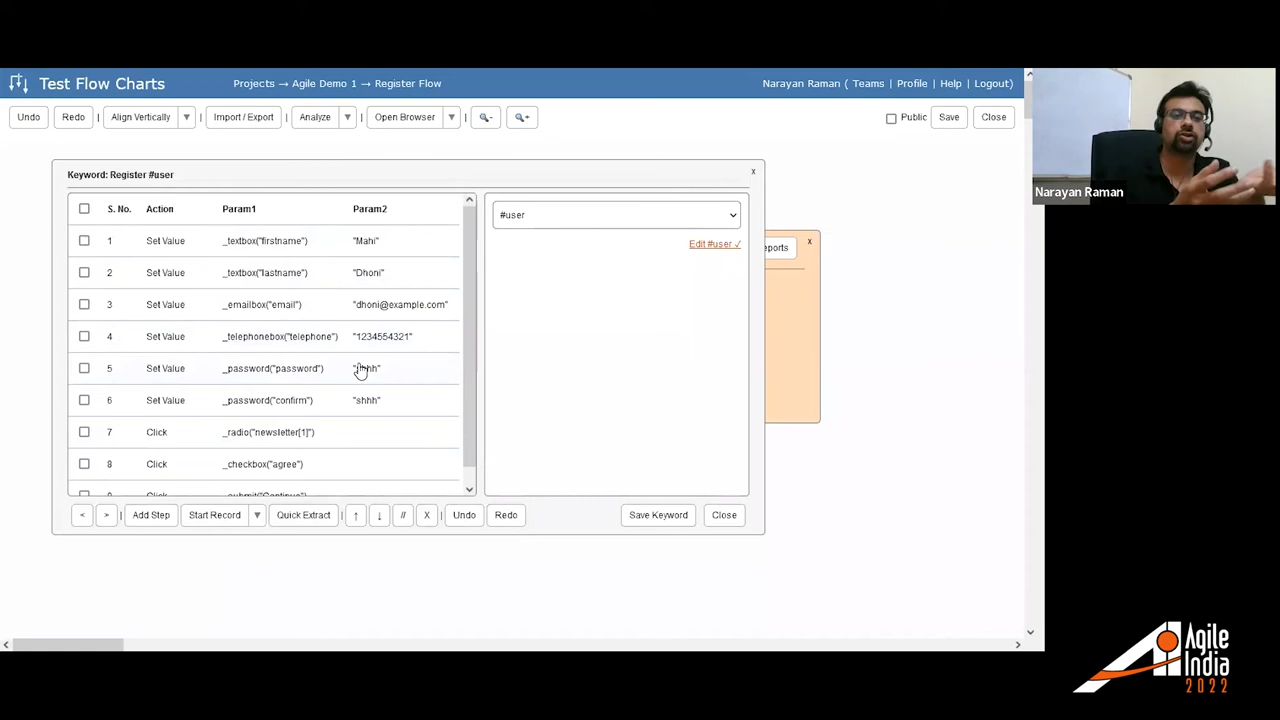 Test Flow Charts
Projects → Agile Demo 1 → Register Flow
Narayan Raman ( Teams | Profile | Help | Logout)
Undo Redo | Align Vertically ▼ | Import / Export | Analyze ▼ | Open Browser ▼ |
Public Save Close
Keyword: Register #user x
S. No. Action Param1 Param2
1 Set Value _textbox("firstname") "Mahi"
2 Set Value _textbox("lastname") "Dhoni"
3 Set Value _emailbox("email") "dhoni@example.com"
4 Set Value _telephonebox("telephone") "1234554321"
5 Set Value _password("password")
6 Set Value _password("confirm") "shhh"
7 Click _radio("newsletter[1]")
8 Click _checkbox("agree")
9 Click _submit("Continue")
#user
Edit #user ✓
eports x
< > | Add Step Start Record ▼ Quick Extract | ↑ ↓ // X | Undo Redo
Save Keyword Close
Narayan Raman
Agile
India
2022